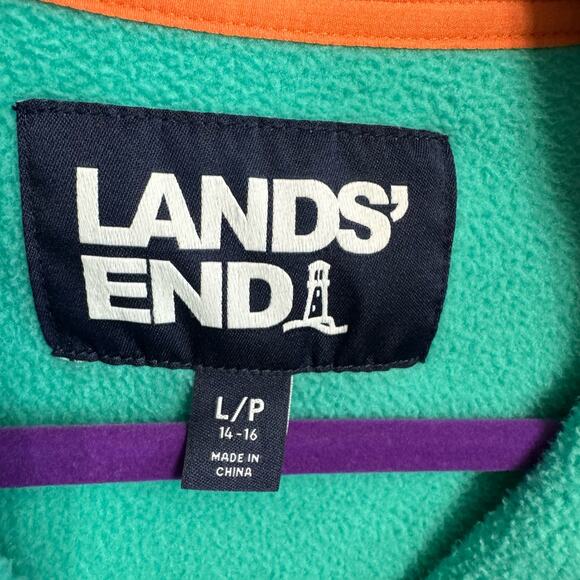 LANDS'
END
L/P
14-16
MADE IN
CHINA